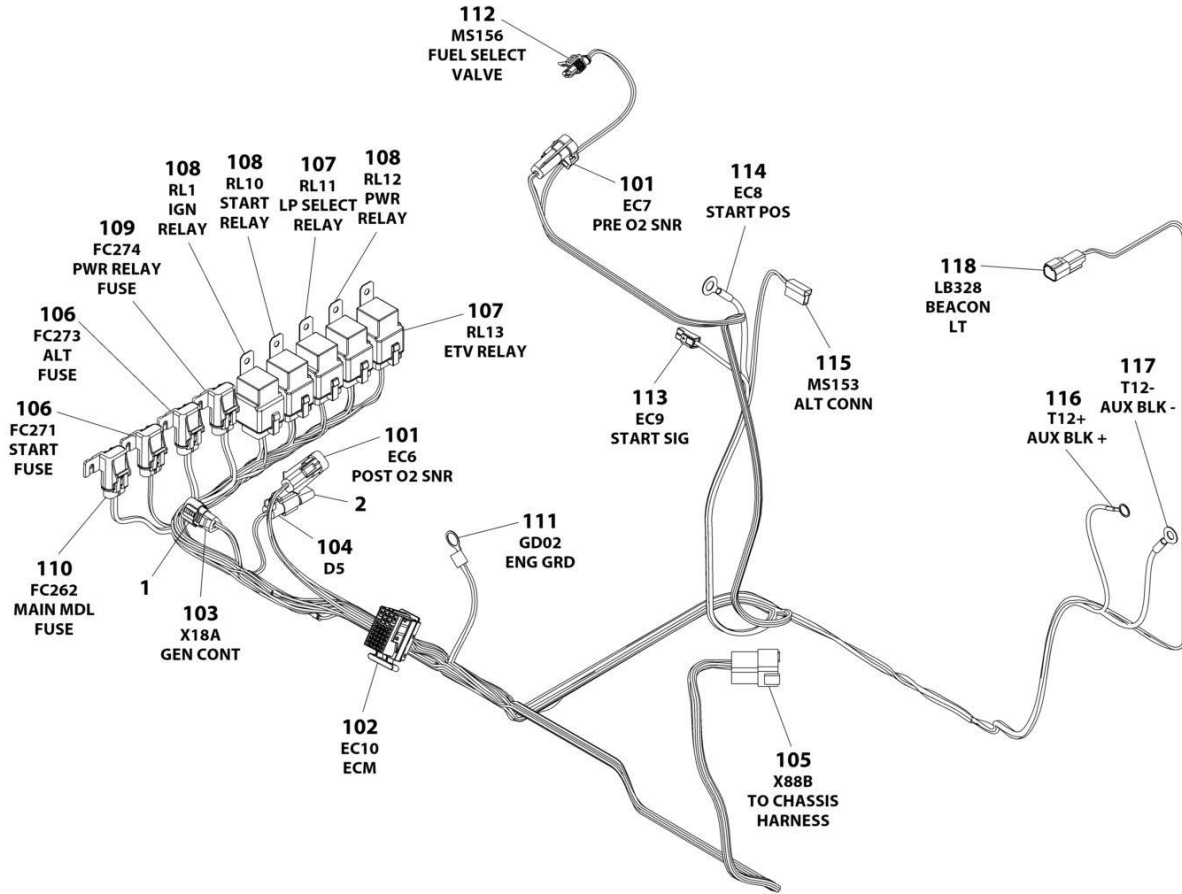 112
MS156
FUEL SELECT
VALVE
108
RL1
IGN
RELAY
108
RL10
START
RELAY
107
RL11
LP SELECT
RELAY
108
RL12
PWR
RELAY
101
EC7
PRE O2 SNR
114
EC8
START POS
109
FC274
PWR RELAY
FUSE
118
LB328
BEACON
LT
106
FC273
ALT
FUSE
107
RL13
ETV RELAY
115
MS153
ALT CONN
113
EC9
START SIG
117
T12-
AUX BLK -
116
T12+
AUX BLK +
106
FC271
START
FUSE
101
EC6
POST O2 SNR
2
104
D5
111
GD02
ENG GRD
110
FC262
MAIN MDL
FUSE
1
103
X18A
GEN CONT
102
EC10
ECM
105
X88B
TO CHASSIS
HARNESS